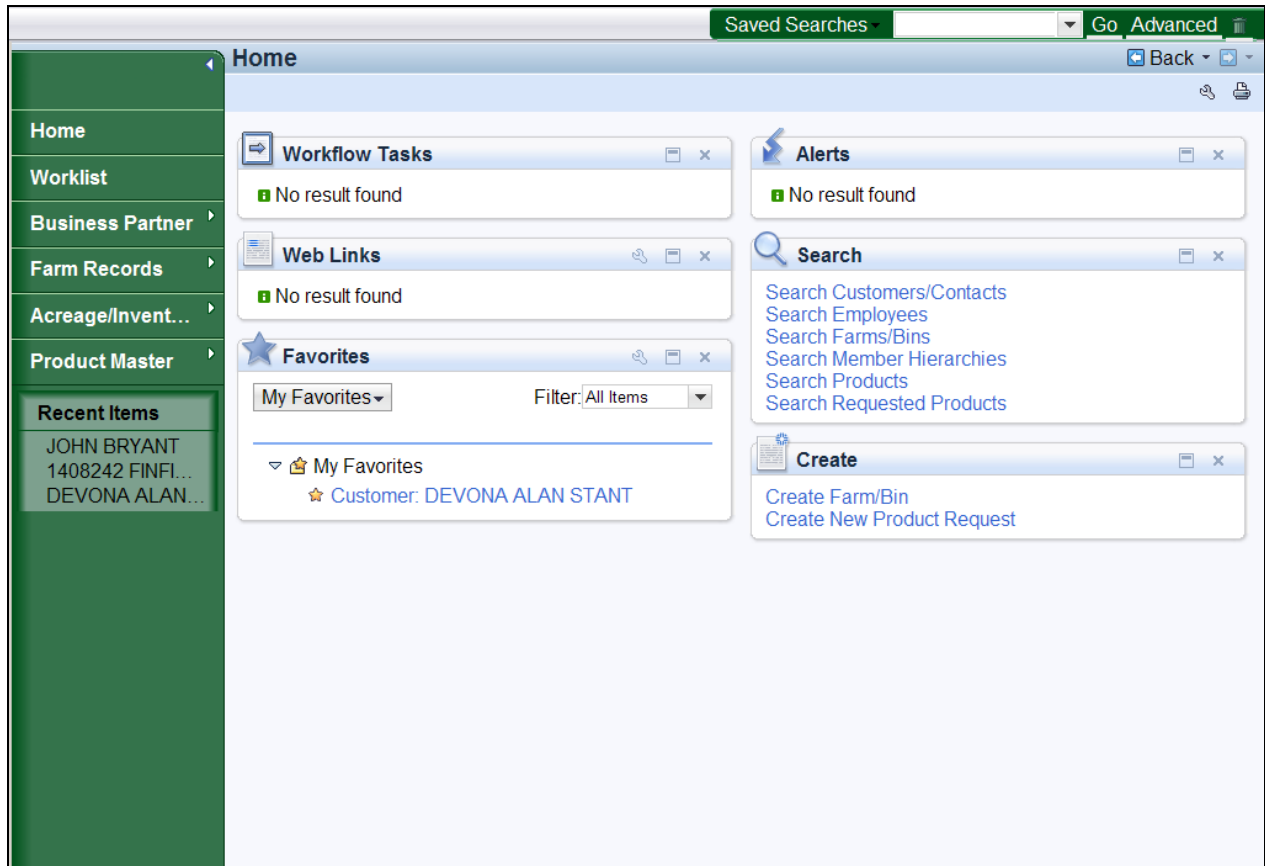 Saved Searches Go Advanced
Home Back
Home
Worklist
Business Partner
Farm Records
Acreage/Invent...
Product Master
Recent Items
JOHN BRYANT
1408242 FINFI...
DEVONA ALAN...
Workflow Tasks
No result found
Web Links
No result found
Favorites
My Favorites Filter: All Items
My Favorites
Customer: DEVONA ALAN STANT
Alerts
No result found
Search
Search Customers/Contacts
Search Employees
Search Farms/Bins
Search Member Hierarchies
Search Products
Search Requested Products
Create
Create Farm/Bin
Create New Product Request